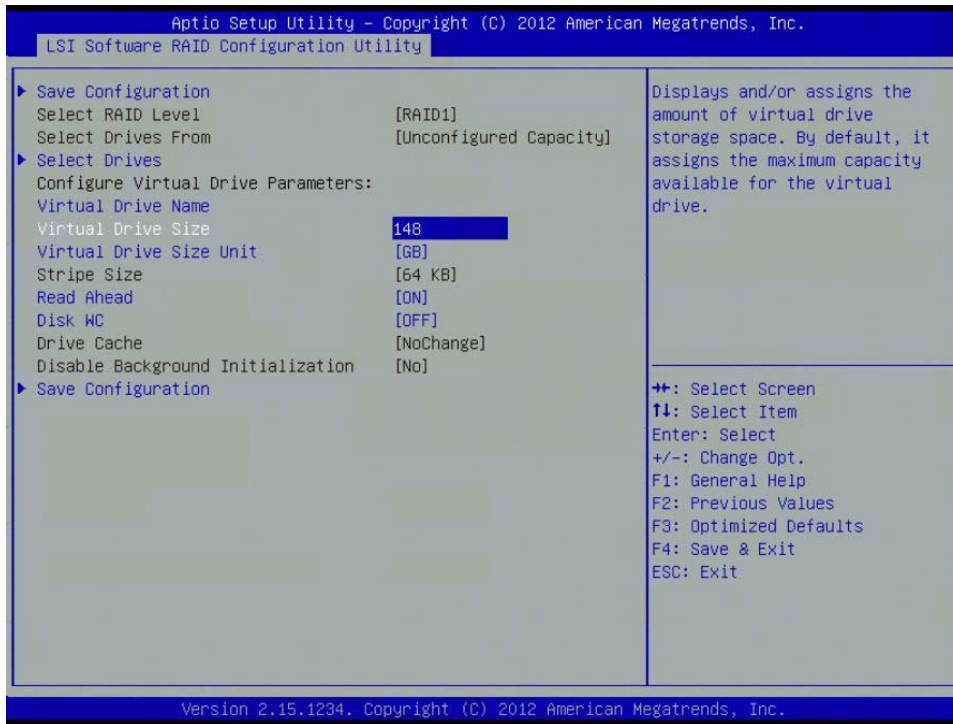 Aptio Setup Utility – Copyright (C) 2012 American Megatrends, Inc.
LSI Software RAID Configuration Utility
Save Configuration
Select RAID Level [RAID1]
Select Drives From [Unconfigured Capacity]
Select Drives
Configure Virtual Drive Parameters:
Virtual Drive Name
Virtual Drive Size 148
Virtual Drive Size Unit [GB]
Stripe Size [64 KB]
Read Ahead [ON]
Disk WC [OFF]
Drive Cache [NoChange]
Disable Background Initialization [No]
Save Configuration
Displays and/or assigns the
amount of virtual drive
storage space. By default, it
assigns the maximum capacity
available for the virtual
drive.
→←: Select Screen
↑↓: Select Item
Enter: Select
+/-: Change Opt.
F1: General Help
F2: Previous Values
F3: Optimized Defaults
F4: Save & Exit
ESC: Exit
Version 2.15.1234. Copyright (C) 2012 American Megatrends, Inc.